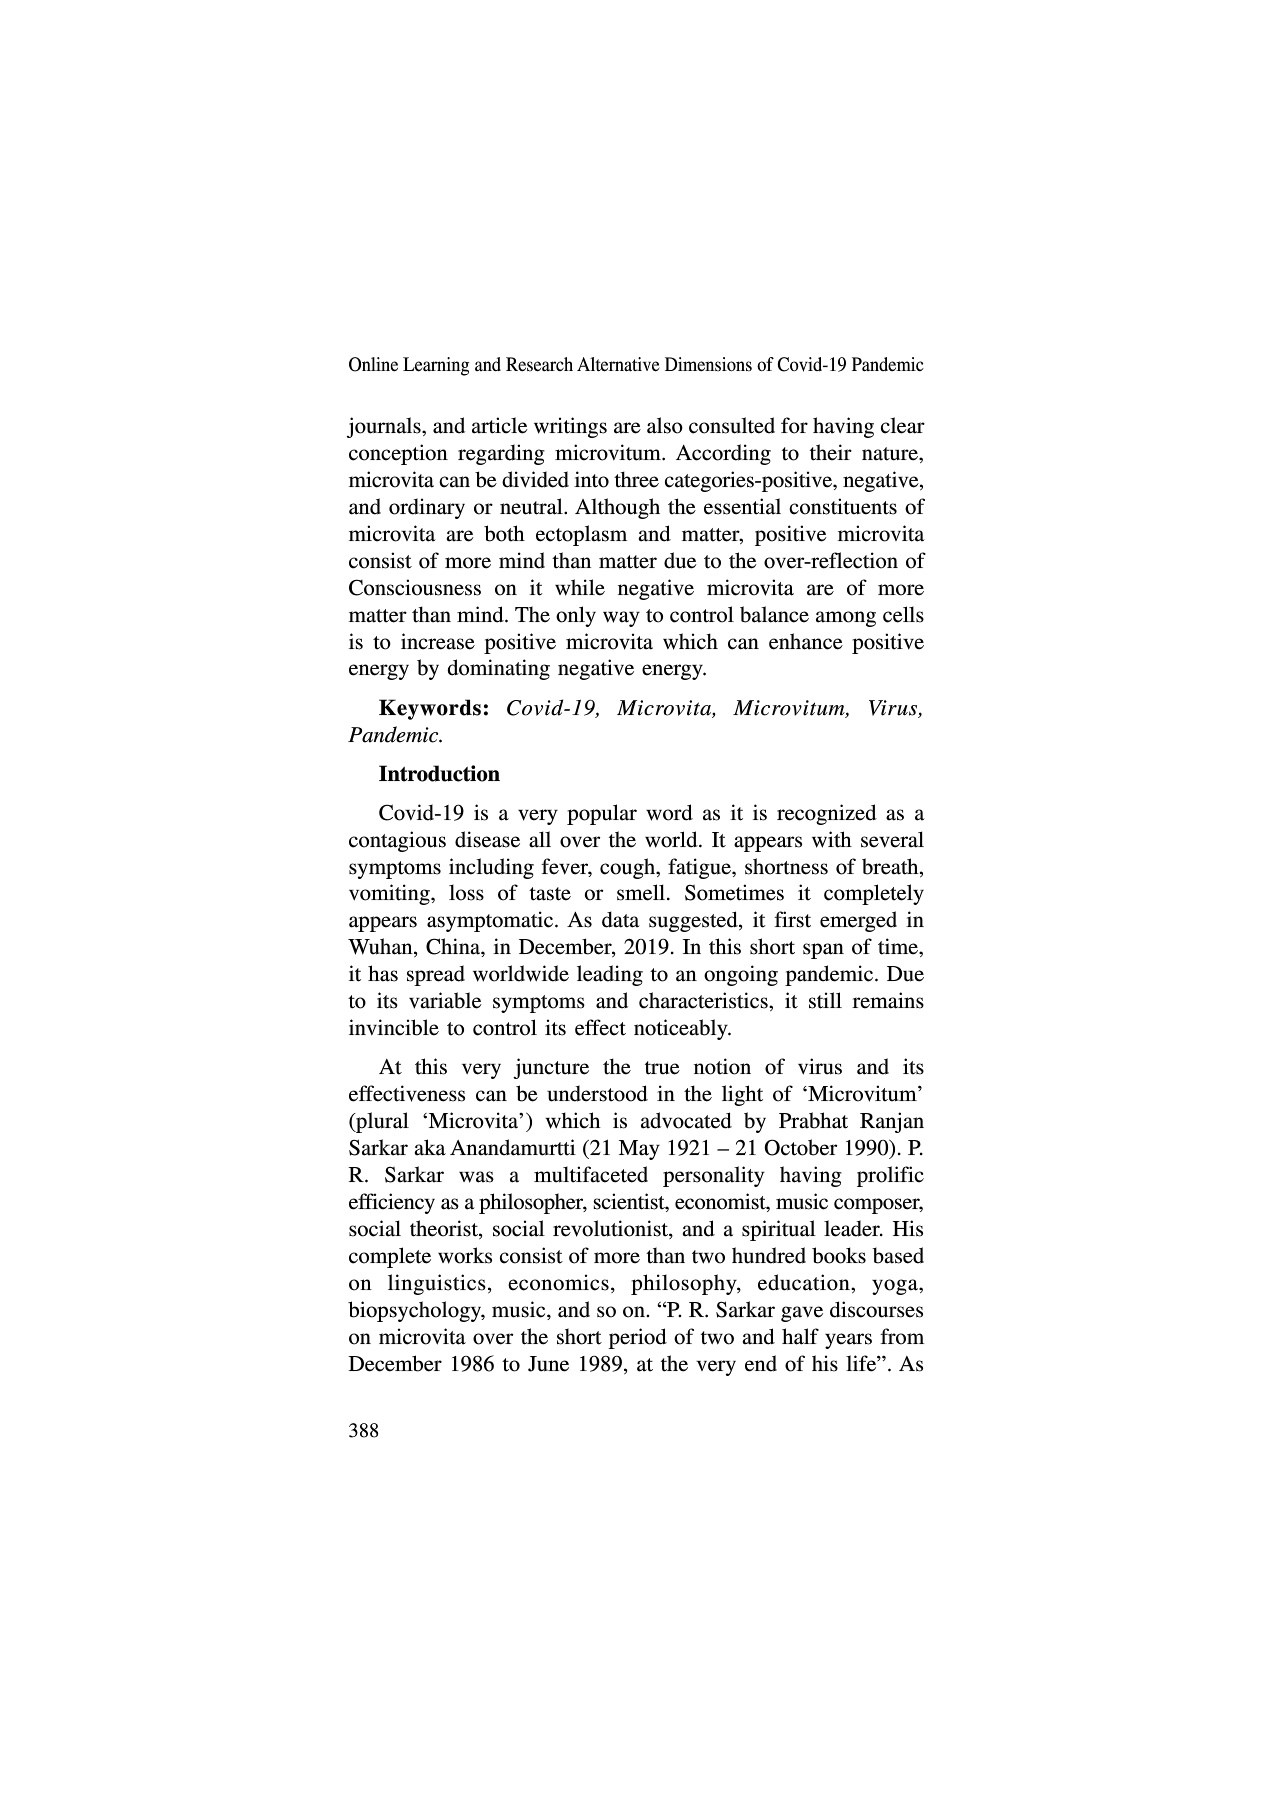 Online Learning and Research Alternative Dimensions of Covid-19 Pandemic
journals, and article writings are also consulted for having clear
conception regarding microvitum. According to their nature,
microvita can be divided into three categories-positive, negative,
and ordinary or neutral. Although the essential constituents of
microvita are both ectoplasm and matter, positive microvita
consist of more mind than matter due to the over-reflection of
Consciousness on it while negative microvita are of more
matter than mind. The only way to control balance among cells
is to increase positive microvita which can enhance positive
energy by dominating negative energy.
Keywords: Covid-19, Microvita, Microvitum, Virus,
Pandemic.
Introduction
Covid-19 is a very popular word as it is recognized as a
contagious disease all over the world. It appears with several
symptoms including fever, cough, fatigue, shortness of breath,
vomiting, loss of taste or smell. Sometimes it completely
appears asymptomatic. As data suggested, it first emerged in
Wuhan, China, in December, 2019. In this short span of time,
it has spread worldwide leading to an ongoing pandemic. Due
to its variable symptoms and characteristics, it still remains
invincible to control its effect noticeably.
At this very juncture the true notion of virus and its
effectiveness can be understood in the light of ‘Microvitum’
(plural ‘Microvita’) which is advocated by Prabhat Ranjan
Sarkar aka Anandamurtti (21 May 1921 – 21 October 1990). P.
R. Sarkar was a multifaceted personality having prolific
efficiency as a philosopher, scientist, economist, music composer,
social theorist, social revolutionist, and a spiritual leader. His
complete works consist of more than two hundred books based
on linguistics, economics, philosophy, education, yoga,
biopsychology, music, and so on. “P. R. Sarkar gave discourses
on microvita over the short period of two and half years from
December 1986 to June 1989, at the very end of his life”. As
388